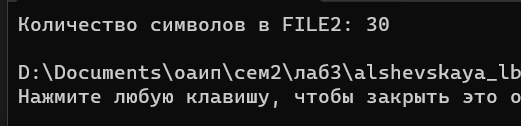 Количество символов в FILE2: 30
D:\Documents\оаип\сем2\лаб3\alshevskaya_lb
Нажмите любую клавишу, чтобы закрыть это о